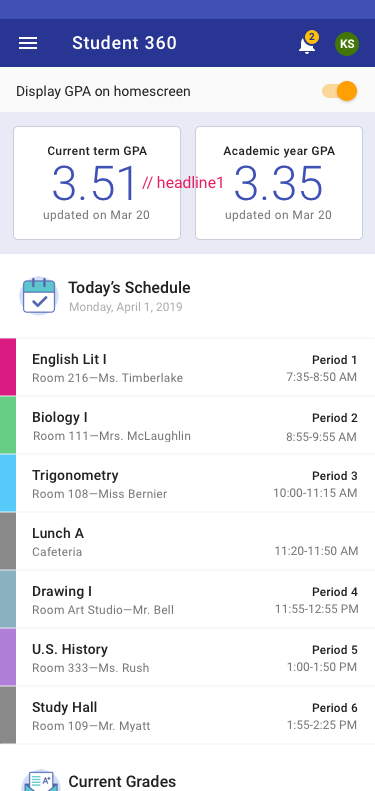 Student 360
2
KS
Display GPA on homescreen
Current term GPA
3.51
updated on Mar 20
// headline1
Academic year GPA
3.35
updated on Mar 20
Today’s Schedule
Monday, April 1, 2019
English Lit I
Period 1
Room 216—Ms. Timberlake
7:35-8:50 AM
Biology I
Period 2
Room 111—Mrs. McLaughlin
8:55-9:55 AM
Trigonometry
Period 3
Room 108—Miss Bernier
10:00-11:15 AM
Lunch A
Cafeteria
11:20-11:50 AM
Drawing I
Period 4
Room Art Studio—Mr. Bell
11:55-12:55 PM
U.S. History
Period 5
Room 333—Ms. Rush
1:00-1:50 PM
Study Hall
Period 6
Room 109—Mr. Myatt
1:55-2:25 PM
A+
Current Grades